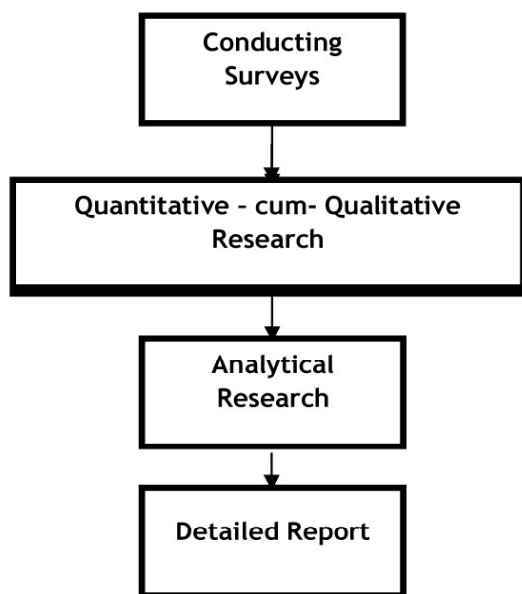 Conducting
Surveys
Quantitative - cum- Qualitative
Research
Analytical
Research
Detailed Report